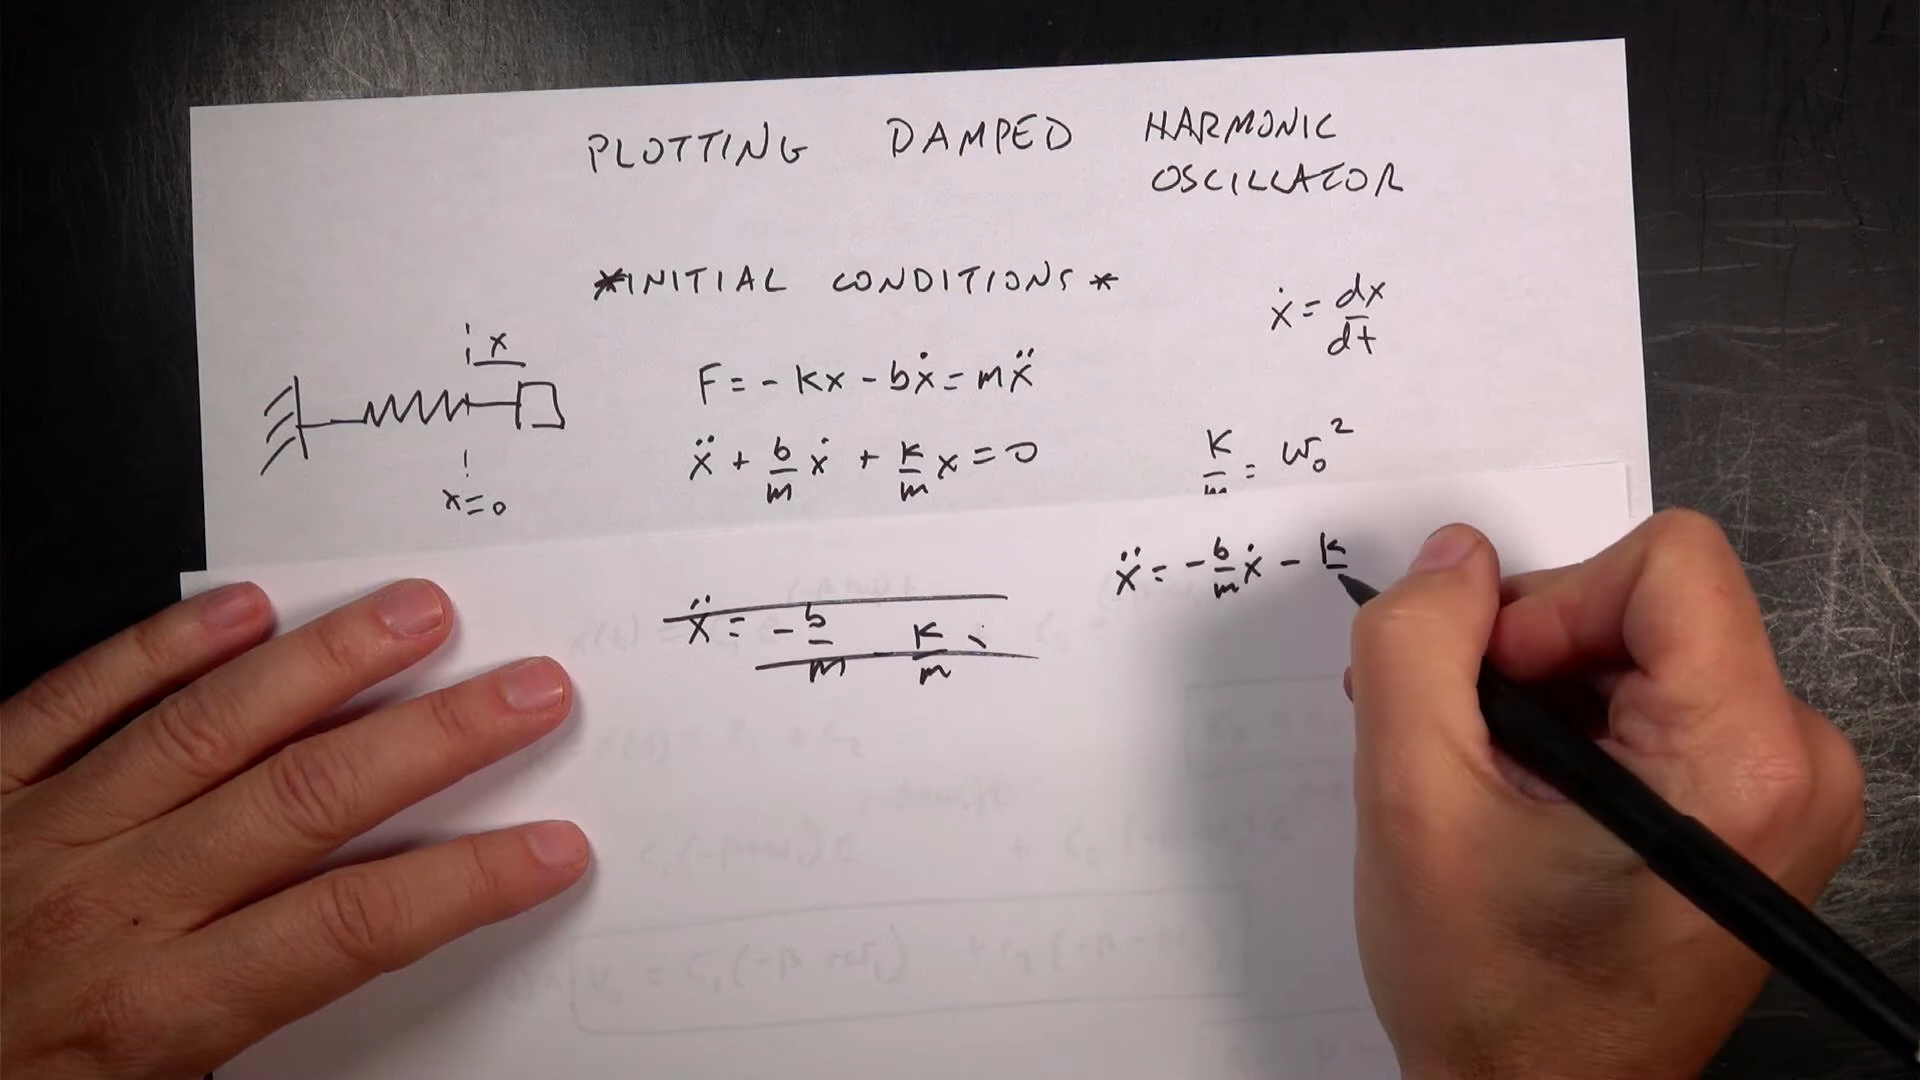 PLOTTING DAMPED HARMONIC
OSCILLATOR
*INITIAL CONDITIONS*
ẋ = dx/dt
x
F = - kx - bẋ = mẍ
ẍ + b/m ẋ + k/m x = 0
K/m = ω₀²
x=0
ẍ = - b/m ẋ - k
ẍ = - b/m - K/m